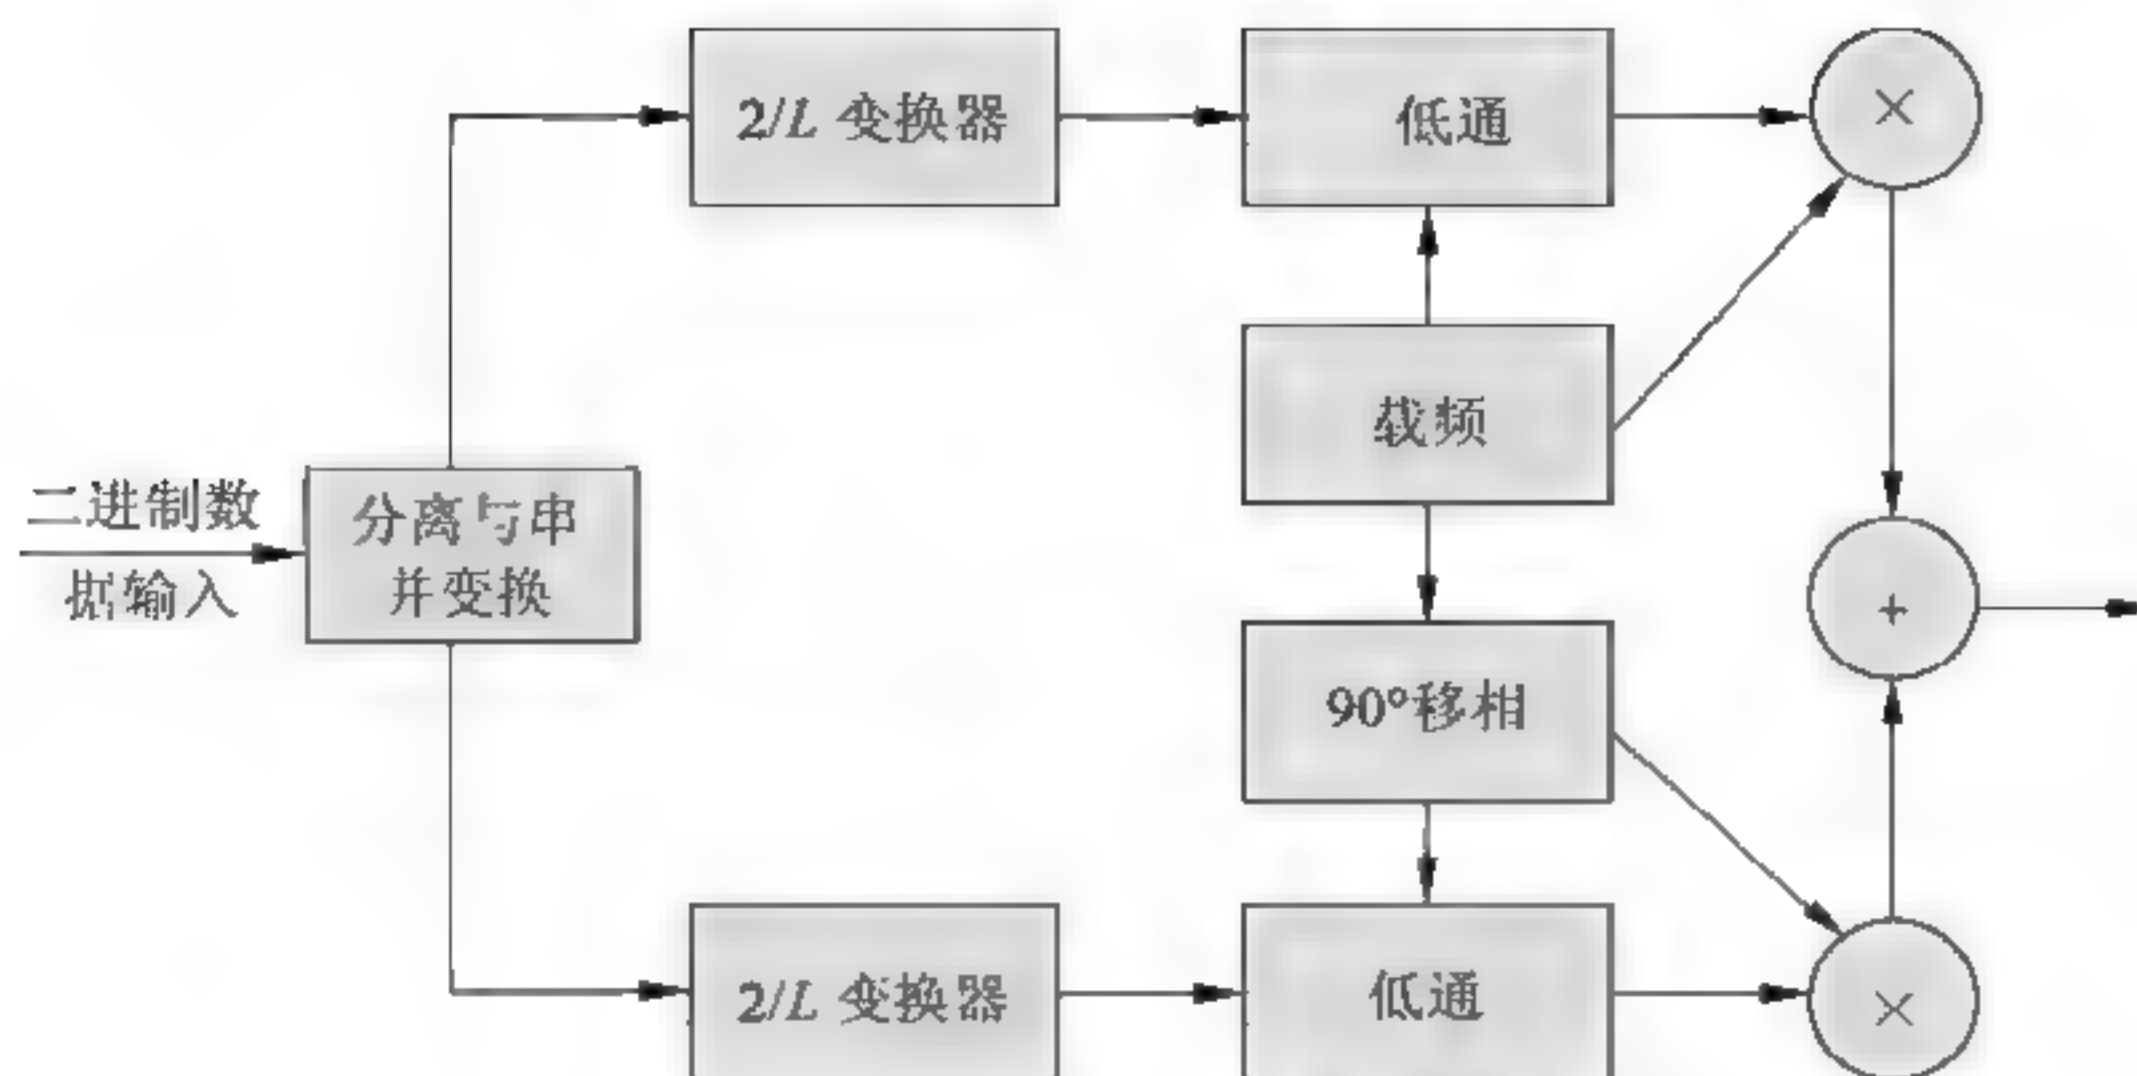 2/L 变换器
低通
×
载频
二进制数
据输入
分离与串
并变换
+
90°移相
2/L 变换器
低通
×